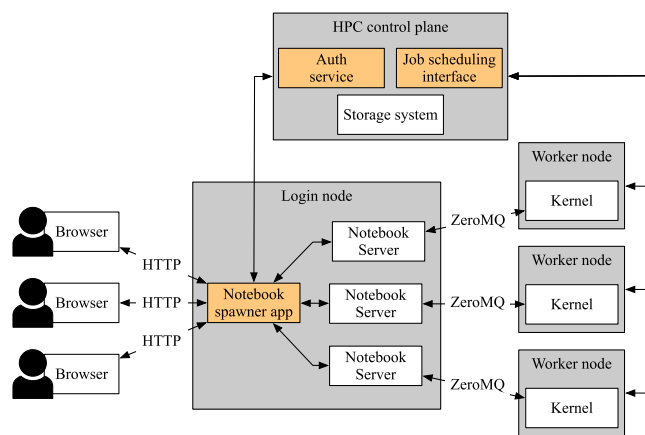 HPC control plane
Auth
service
Job scheduling
interface
Storage system
Worker node
Kernel
Login node
Notebook
Server
ZeroMQ
Browser
HTTP
Worker node
Kernel
Browser
HTTP
Notebook
spawner app
Notebook
Server
ZeroMQ
Browser
HTTP
Notebook
Server
ZeroMQ
Worker node
Kernel